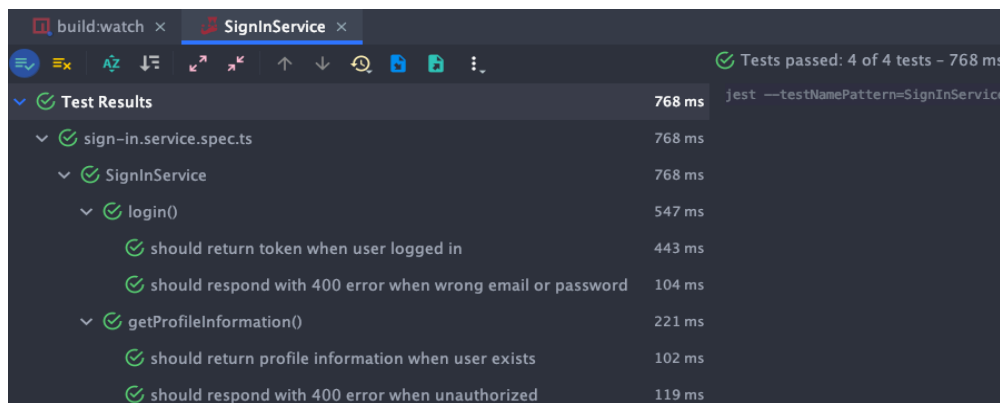 build:watch × SignInService ×
Tests passed: 4 of 4 tests – 768 ms
Test Results 768 ms
jest --testNamePattern=SignInService
sign-in.service.spec.ts 768 ms
SignInService 768 ms
login() 547 ms
should return token when user logged in 443 ms
should respond with 400 error when wrong email or password 104 ms
getProfileInformation() 221 ms
should return profile information when user exists 102 ms
should respond with 400 error when unauthorized 119 ms